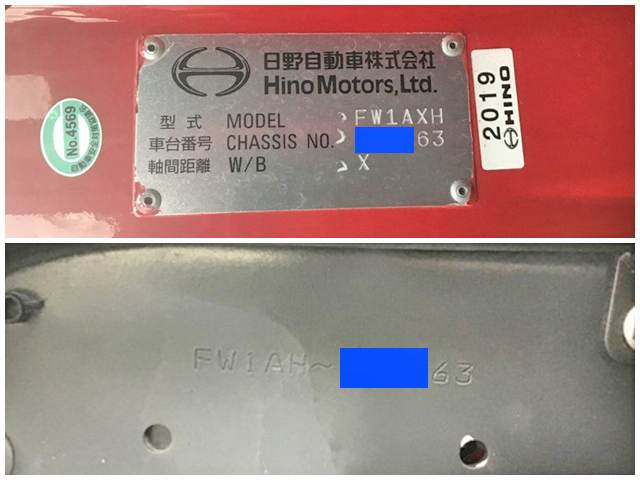 日野自動車株式会社
Hino Motors, Ltd.
型式 MODEL FW1AXH
車台番号 CHASSIS NO. 63
軸間距離 W/B X
No.4569
2019
HINO
FW1AH~ 63